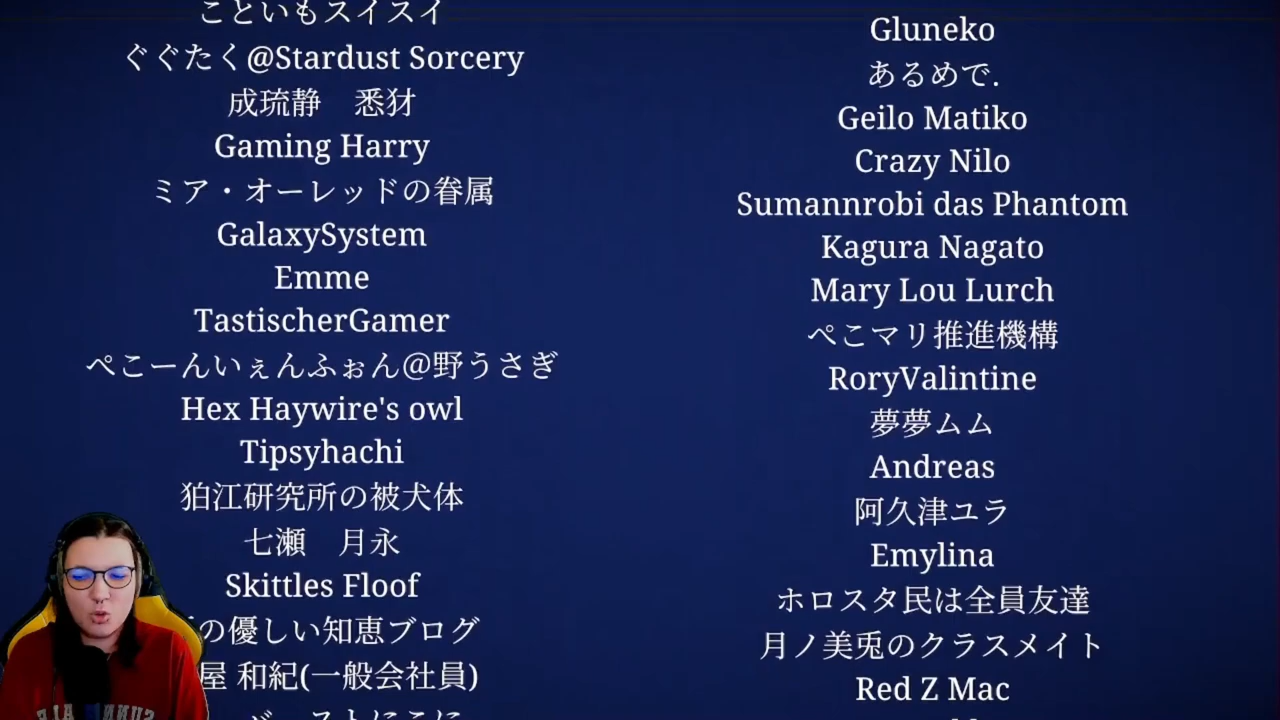 こといもスイスイ
ぐぐたく@Stardust Sorcery
成琉静　悉犲
Gaming Harry
ミア・オーレッドの眷属
GalaxySystem
Emme
TastischerGamer
ぺこーんいぇんふぉん@野うさぎ
Hex Haywire's owl
Tipsyhachi
狛江研究所の被犬体
七瀬　月永
Skittles Floof
の優しい知恵ブログ
屋 和紀(一般会社員)
Gluneko
あるめで.
Geilo Matiko
Crazy Nilo
Sumannrobi das Phantom
Kagura Nagato
Mary Lou Lurch
ぺこマリ推進機構
RoryValintine
夢夢ムム
Andreas
阿久津ユラ
Emylina
ホロスタ民は全員友達
月ノ美兎のクラスメイト
Red Z Mac